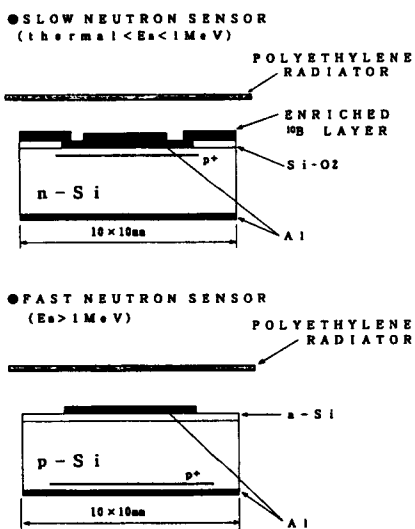 ●SLOW NEUTRON SENSOR
(thermal<En<1MeV)
POLYETHYLENE
RADIATOR
ENRICHED
¹⁰B LAYER
Si-O2
p+
n-Si
Al
10×10mm
●FAST NEUTRON SENSOR
(En>1MeV)
POLYETHYLENE
RADIATOR
a-Si
p-Si
p+
Al
10×10mm